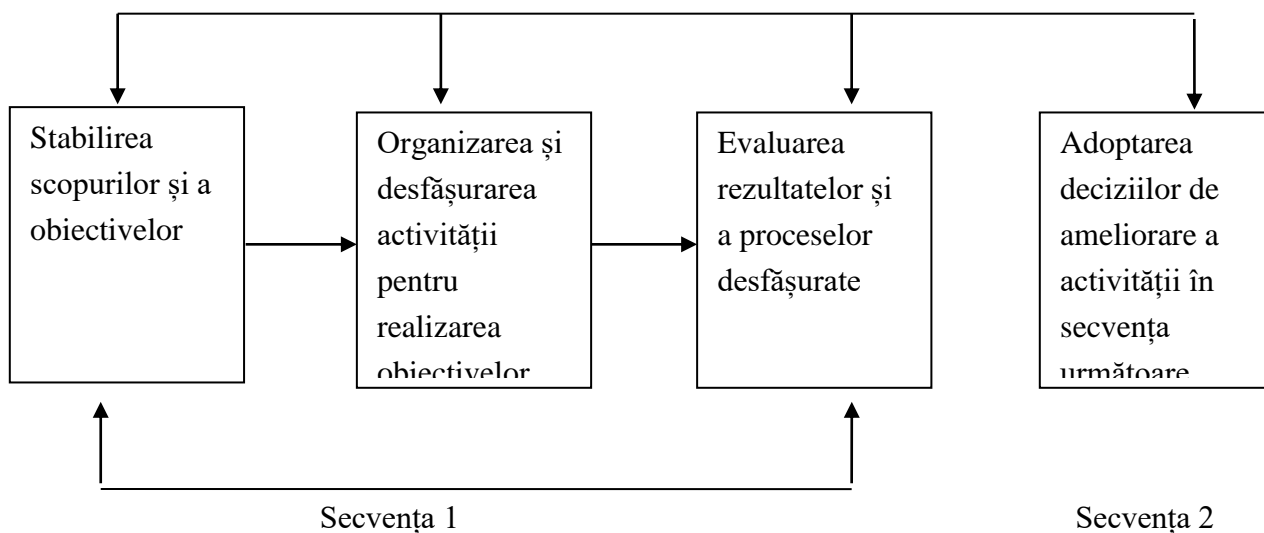 Stabilirea
scopurilor și a
obiectivelor
Organizarea și
desfășurarea
activității
pentru
realizarea
obiectivelor
Evaluarea
rezultatelor și
a proceselor
desfășurate
Adoptarea
deciziilor de
ameliorare a
activității în
secvența
următoare
Secvența 1
Secvența 2